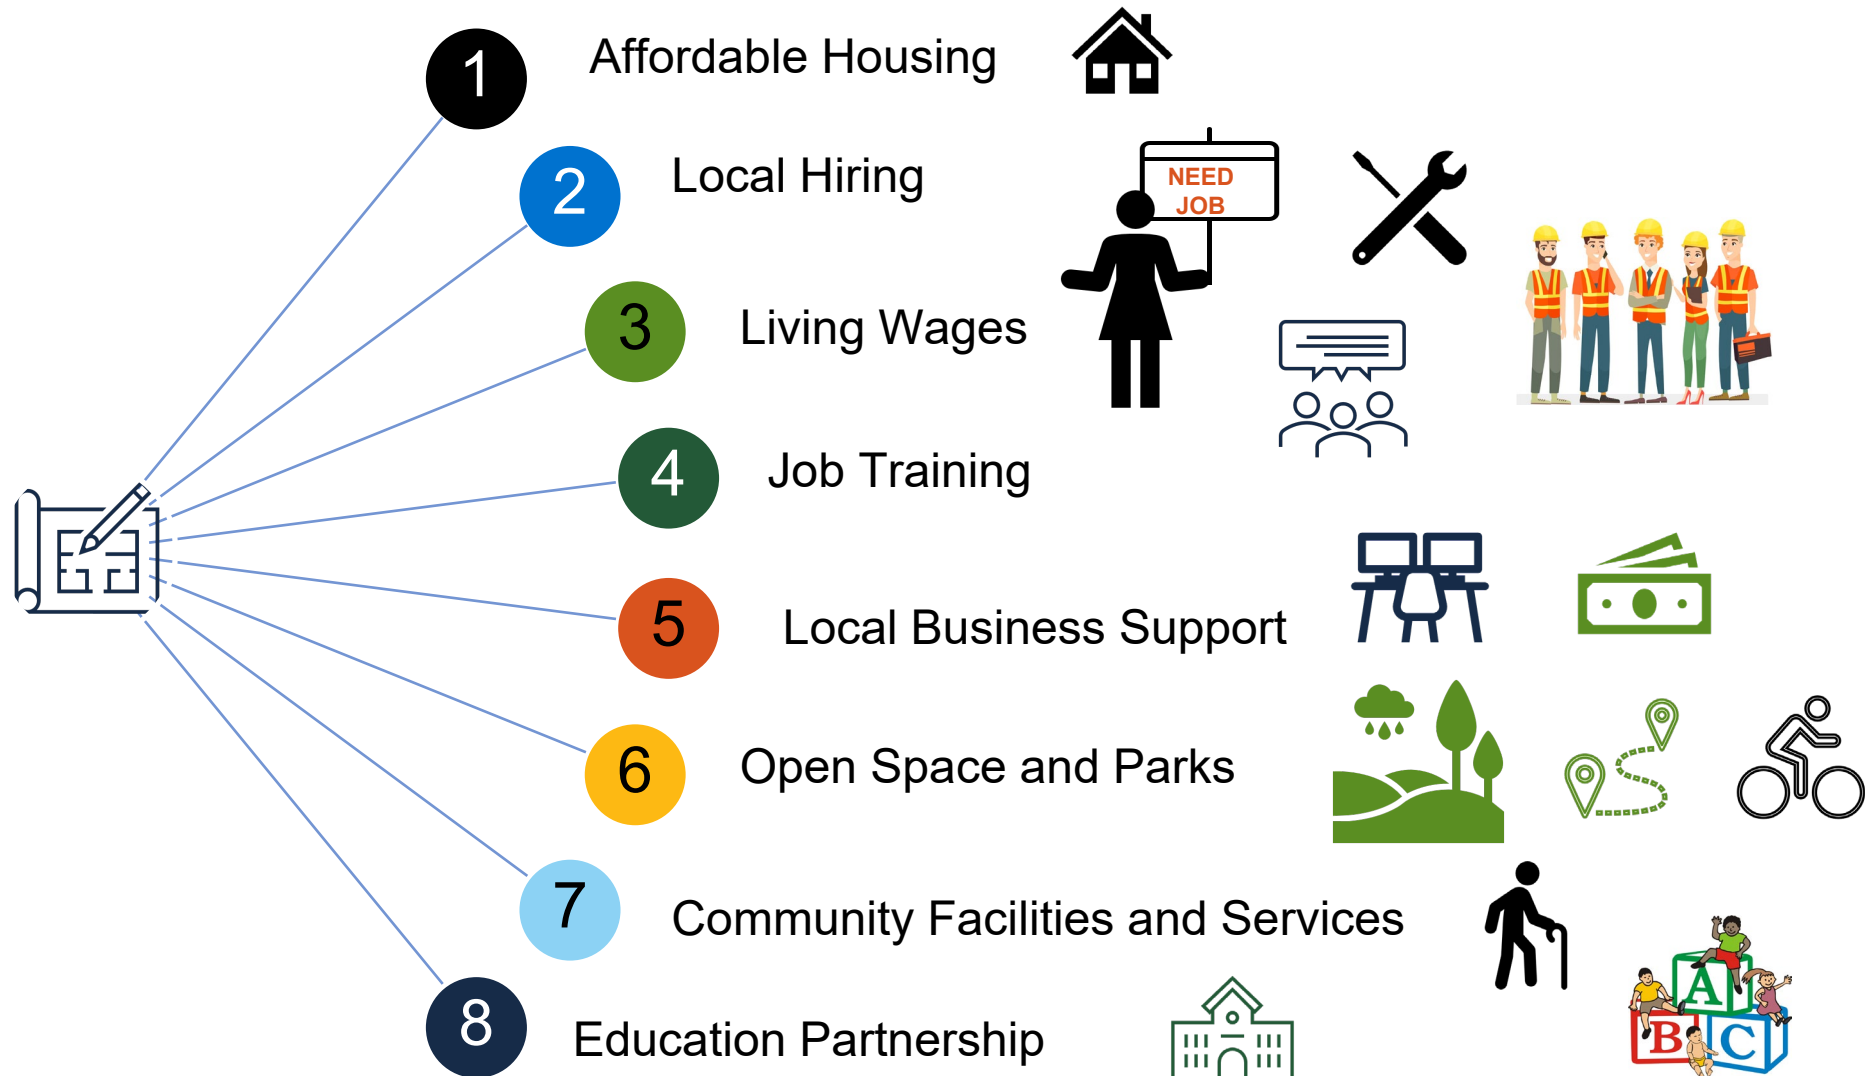 1
Affordable Housing
2
Local Hiring
NEED
JOB
3
Living Wages
4
Job Training
5
Local Business Support
6
Open Space and Parks
7
Community Facilities and Services
8
Education Partnership
A
B
C